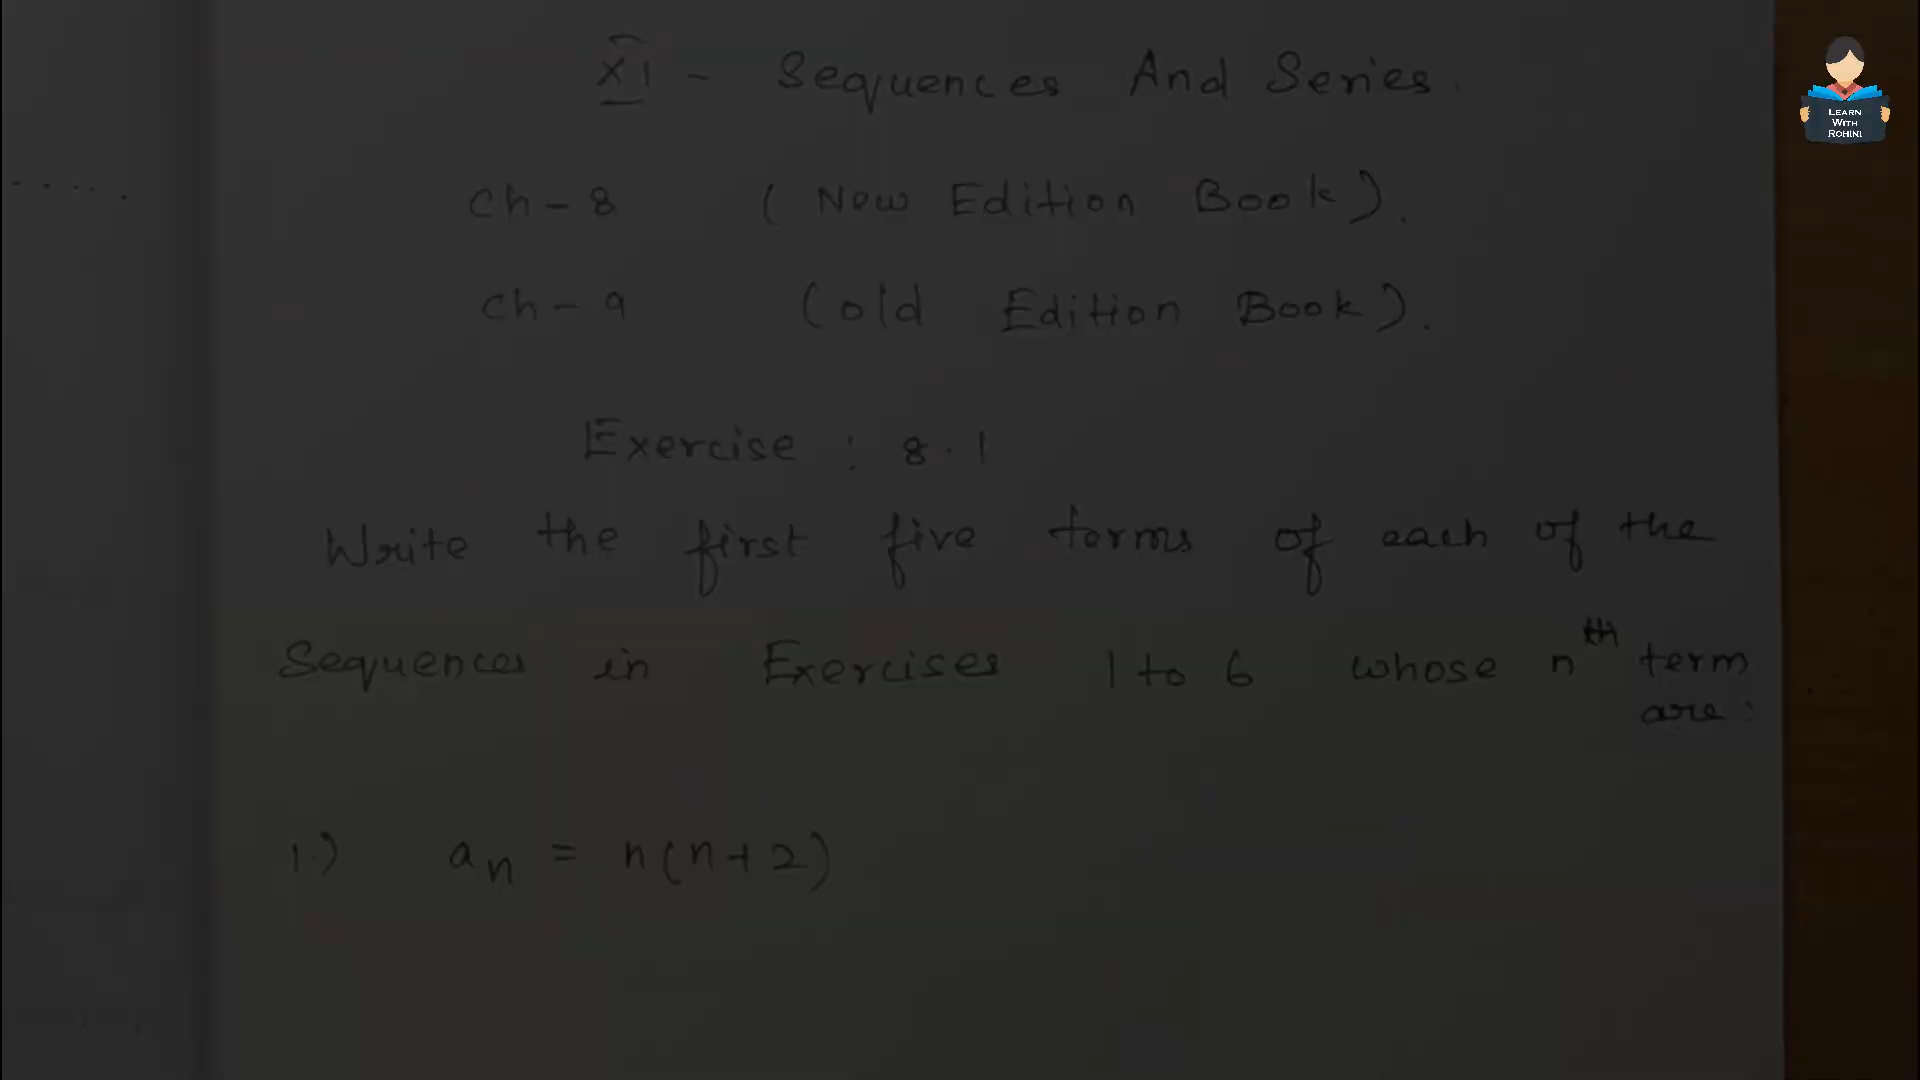 XI - Sequences And Series.
LEARN
WITH
ROHINI
ch - 8 (New Edition Book).
ch - 9 (old Edition Book).
Exercise : 8.1
Write the first five terms of each of the
Sequences in Exercises 1 to 6 whose nth term
are:
1.) an = n(n+2)